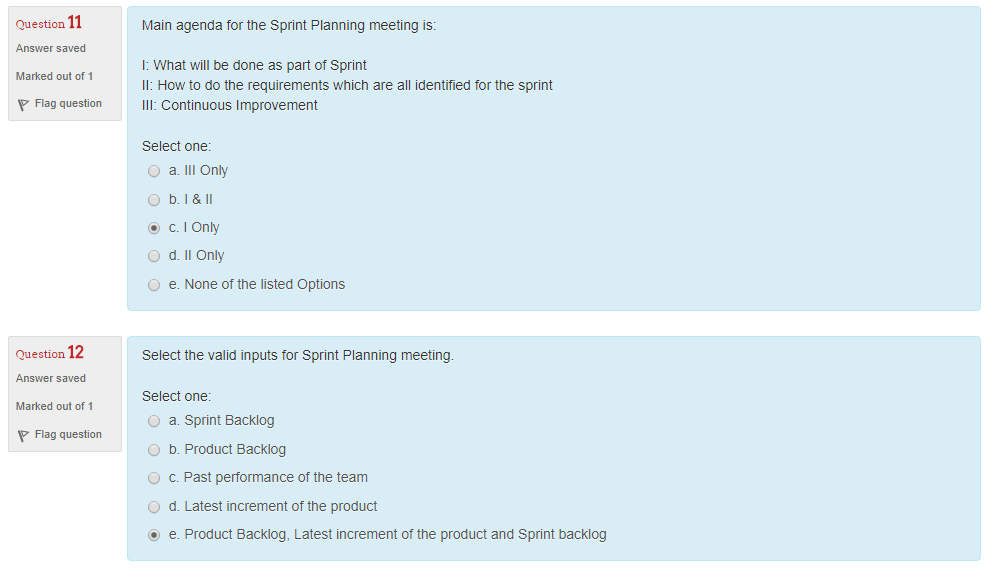 Question 11
Answer saved
Marked out of 1
Flag question
Main agenda for the Sprint Planning meeting is:
I: What will be done as part of Sprint
II: How to do the requirements which are all identified for the sprint
III: Continuous Improvement
Select one:
a. III Only
b. I & II
c. I Only
d. II Only
e. None of the listed Options
Question 12
Answer saved
Marked out of 1
Flag question
Select the valid inputs for Sprint Planning meeting.
Select one:
a. Sprint Backlog
b. Product Backlog
c. Past performance of the team
d. Latest increment of the product
e. Product Backlog, Latest increment of the product and Sprint backlog